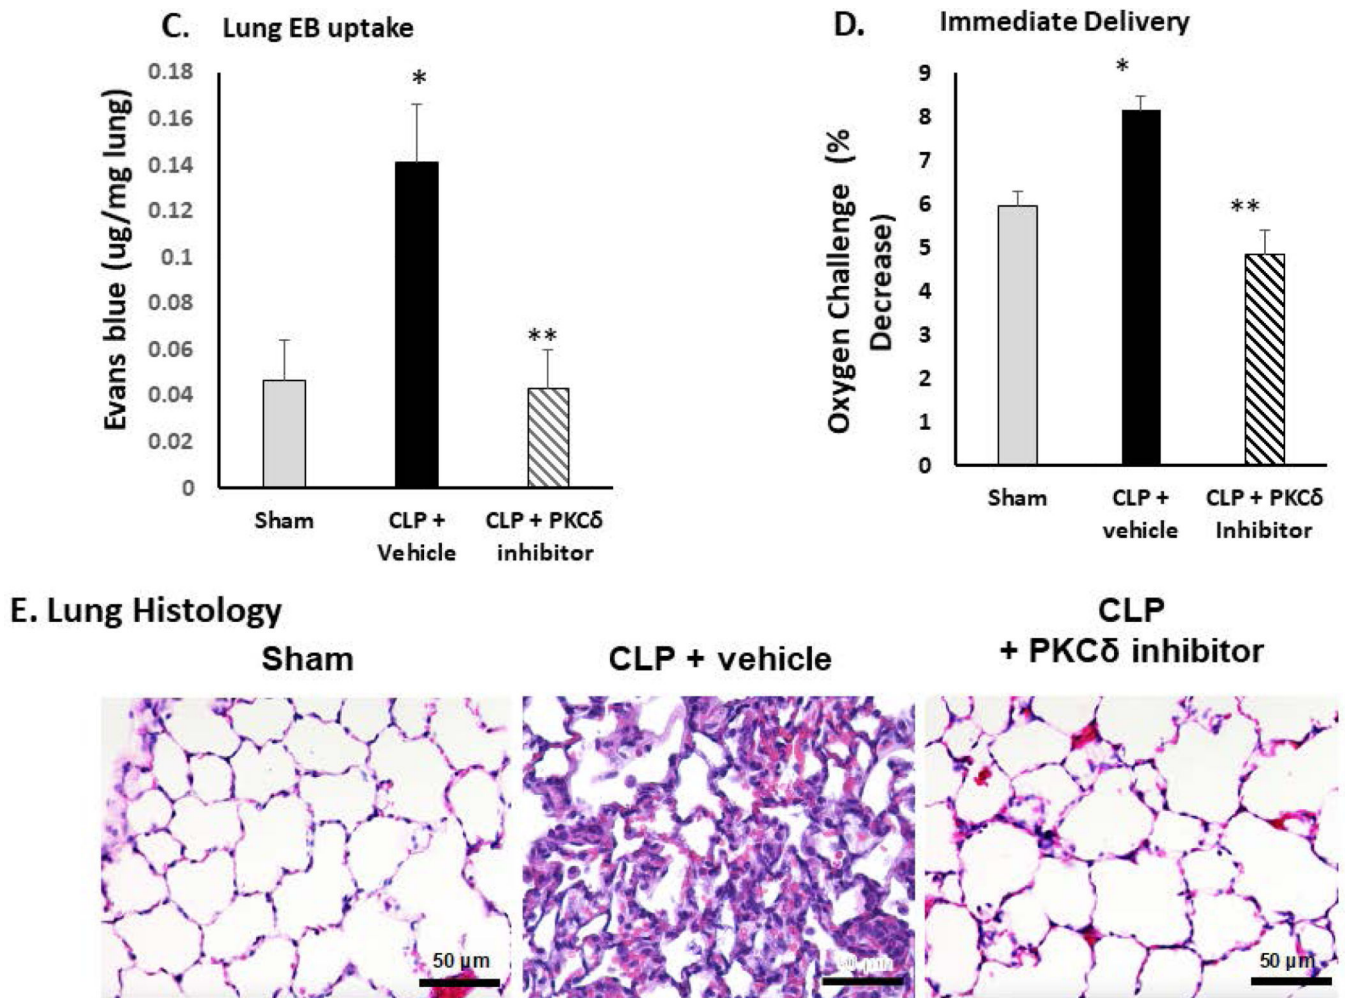 C. Lung EB uptake
Evans blue (ug/mg lung)
0.18
0.16
0.14
0.12
0.1
0.08
0.06
0.04
0.02
0
*
**
Sham
CLP +
Vehicle
CLP + PKCδ
inhibitor
D. Immediate Delivery
Oxygen Challenge (%
Decrease)
9
8
7
6
5
4
3
2
1
0
*
**
Sham
CLP +
vehicle
CLP + PKCδ
Inhibitor
E. Lung Histology
Sham
CLP + vehicle
CLP
+ PKCδ inhibitor
50 µm
50 µm